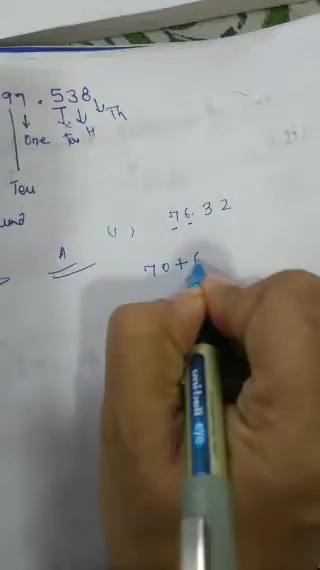 97.538
One Ten H Th
Ten
(1) 76.32
A
70+6
uniball eye